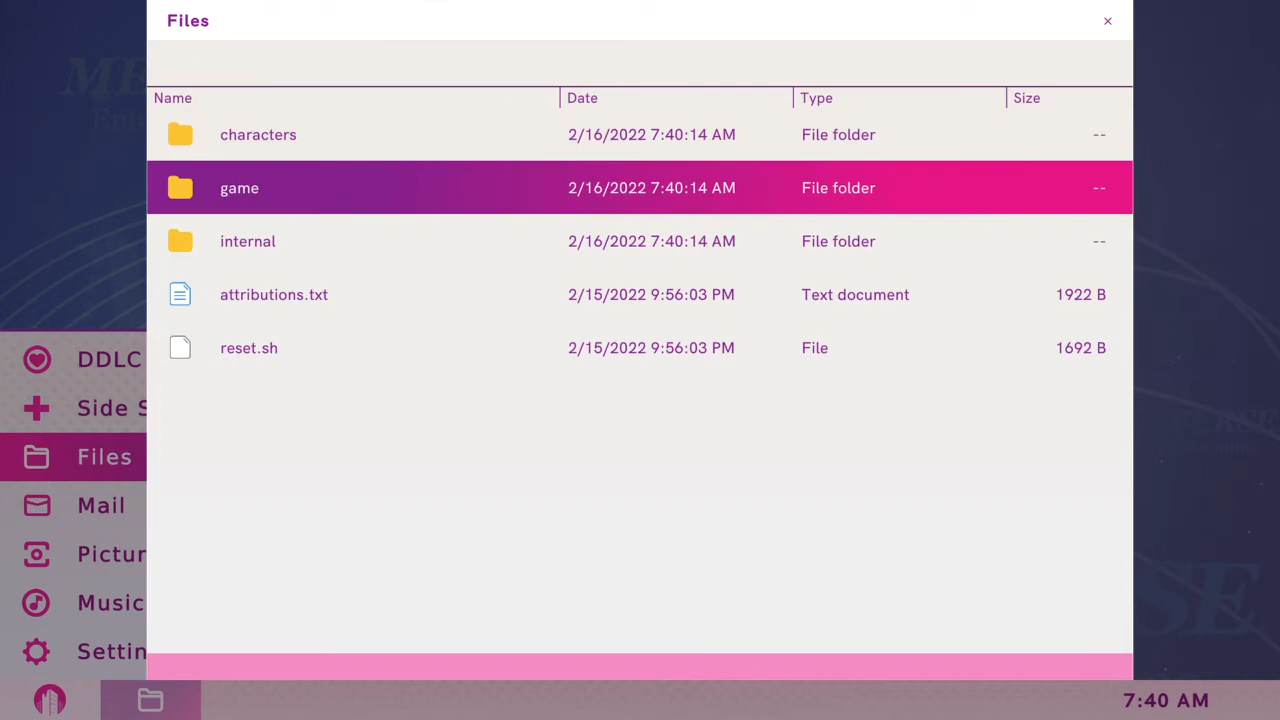 Files
×
Name Date Type Size
characters 2/16/2022 7:40:14 AM File folder --
game 2/16/2022 7:40:14 AM File folder --
internal 2/16/2022 7:40:14 AM File folder --
attributions.txt 2/15/2022 9:56:03 PM Text document 1922 B
reset.sh 2/15/2022 9:56:03 PM File 1692 B
DDLC
Side S
Files
Mail
Pictur
Music
Settin
7:40 AM